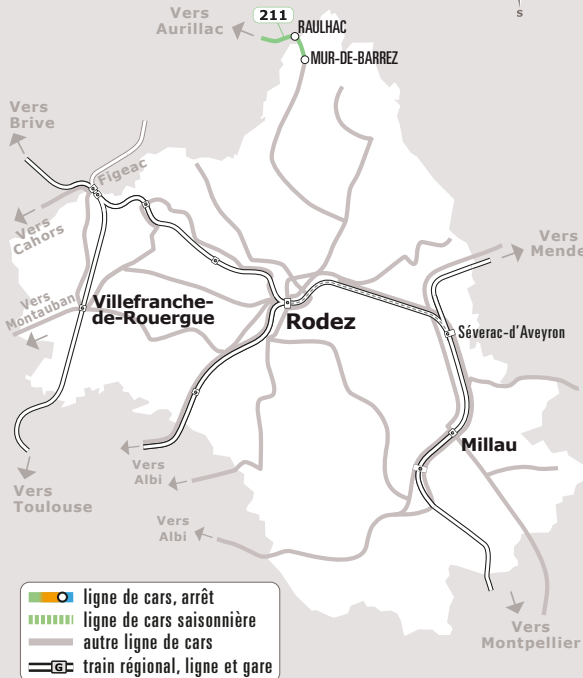 S
Vers
Aurillac
211
RAULHAC
MUR-DE-BARREZ
Vers
Brive
Figeac
Vers
Cahors
Vers
Mende
Vers
Montauban
Villefranche-
de-Rouergue
Rodez
Séverac-d'Aveyron
Millau
Vers
Toulouse
Vers
Albi
Vers
Albi
Vers
Montpellier
ligne de cars, arrêt
ligne de cars saisonnière
autre ligne de cars
G
train régional, ligne et gare